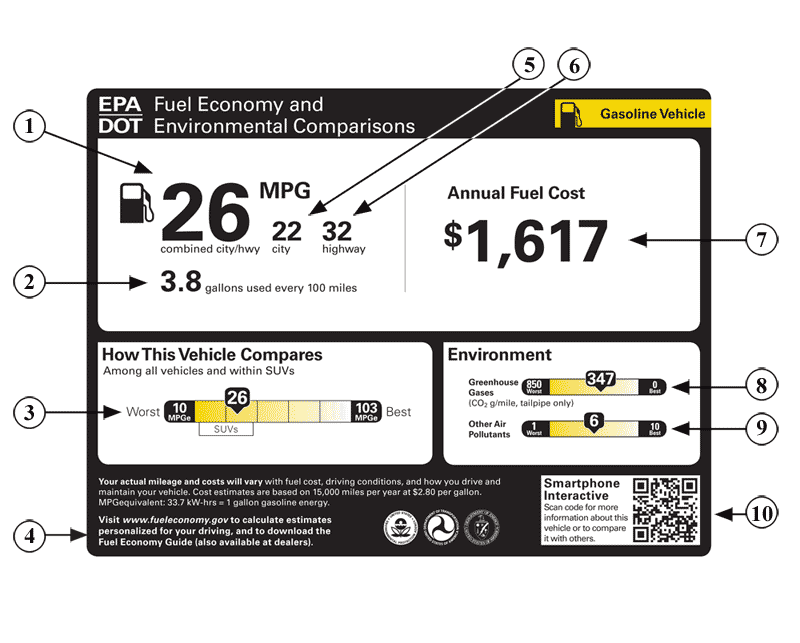 5 6
EPA Fuel Economy and
DOT Environmental Comparisons
Gasoline Vehicle
1
26 MPG
22 32
combined city/hwy city highway
Annual Fuel Cost
$1,617
7
2
3.8 gallons used every 100 miles
How This Vehicle Compares
Among all vehicles and within SUVs
3
Worst 10 MPGe 26 103 MPGe Best
SUVs
Environment
Greenhouse
Gases
(CO2 g/mile, tailpipe only)
850 Worst 347 0 Best
8
Other Air
Pollutants
1 Worst 6 10 Best
9
Your actual mileage and costs will vary with fuel cost, driving conditions, and how you drive and
maintain your vehicle. Cost estimates are based on 15,000 miles per year at $2.80 per gallon.
MPGequivalent: 33.7 kW-hrs = 1 gallon gasoline energy.
Visit www.fueleconomy.gov to calculate estimates
personalized for your driving, and to download the
Fuel Economy Guide (also available at dealers).
4
Smartphone
Interactive
Scan code for more
information about this
vehicle or to compare
it with others.
10